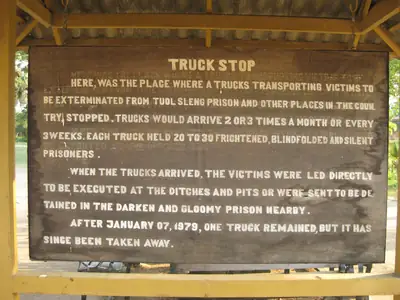 TRUCK STOP
HERE, WAS THE PLACE WHERE A TRUCKS TRANSPORTING VICTIMS TO
BE EXTERMINATED FROM TUOL SLENG PRISON AND OTHER PLACES IN THE COUN
TRY, STOPPED. TRUCKS WOULD ARRIVE 2 OR 3 TIMES A MONTH OR EVERY
3 WEEKS. EACH TRUCK HELD 20 TO 30 FRIGHTENED, BLINDFOLDED AND SILENT
PRISONERS.
WHEN THE TRUCKS ARRIVED, THE VICTIMS WERE LED DIRECTLY
TO BE EXECUTED AT THE DITCHES AND PITS OR WERE SENT TO BE DE
TAINED IN THE DARKEN AND GLOOMY PRISON NEARBY.
AFTER JANUARY 07, 1979, ONE TRUCK REMAINED, BUT IT HAS
SINGE BEEN TAKEN AWAY.